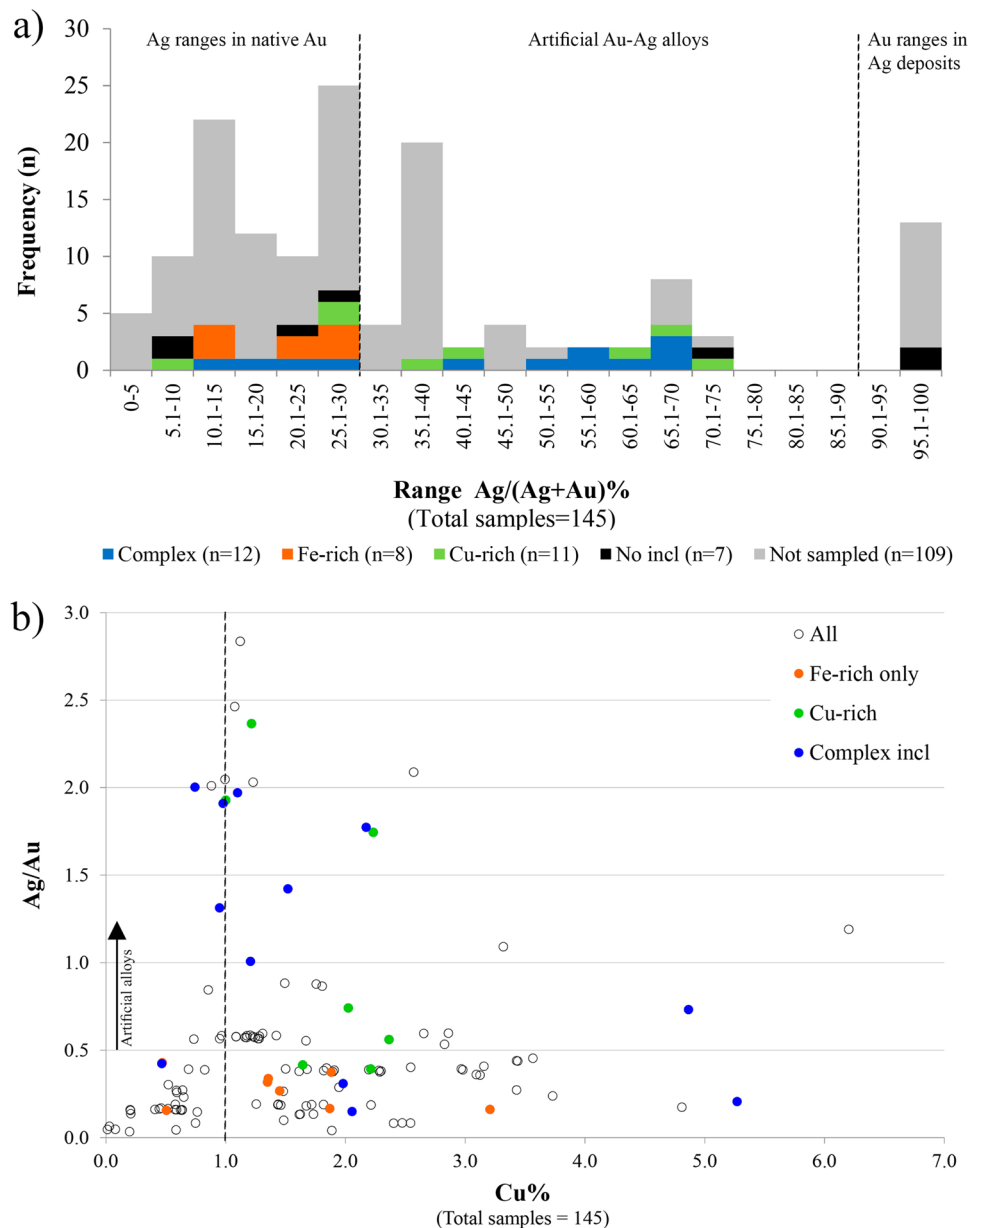 a)
Ag ranges in native Au
Artificial Au-Ag alloys
Au ranges in
Ag deposits
Frequency (n)
30
25
20
15
10
5
0
0-5
5.1-10
10.1-15
15.1-20
20.1-25
25.1-30
30.1-35
35.1-40
40.1-45
45.1-50
50.1-55
55.1-60
60.1-65
65.1-70
70.1-75
75.1-80
80.1-85
85.1-90
90.1-95
95.1-100
Range Ag/(Ag+Au)%
(Total samples=145)
Complex (n=12)
Fe-rich (n=8)
Cu-rich (n=11)
No incl (n=7)
Not sampled (n=109)
b)
Ag/Au
3.0
2.5
2.0
1.5
1.0
0.5
0.0
All
Fe-rich only
Cu-rich
Complex incl
Artificial alloys
0.0
1.0
2.0
3.0
4.0
5.0
6.0
7.0
Cu%
(Total samples = 145)